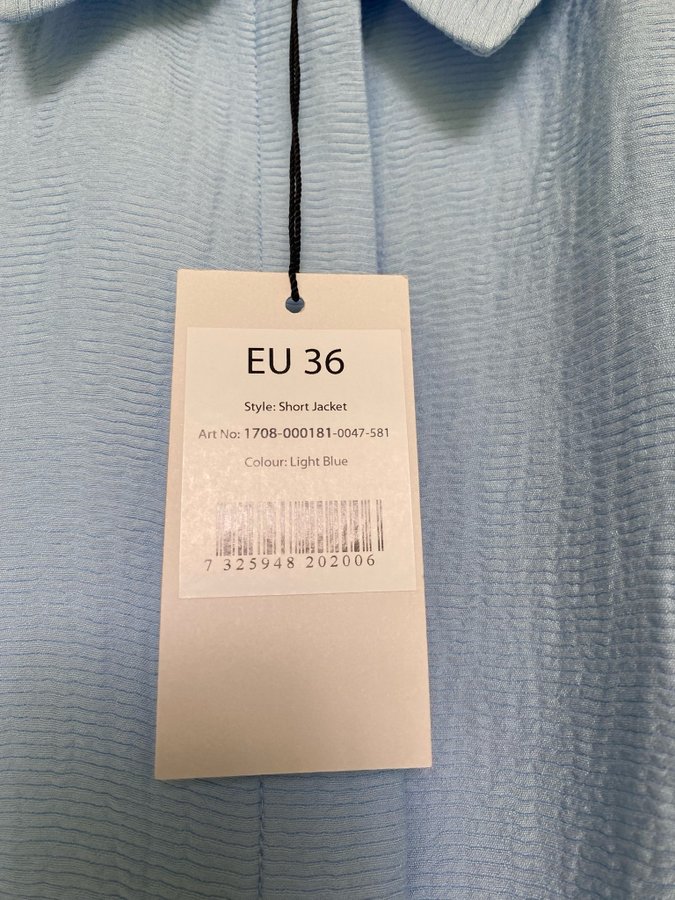 EU 36
Style: Short Jacket
Art No: 1708-000181-0047-581
Colour: Light Blue
7 325948 202006